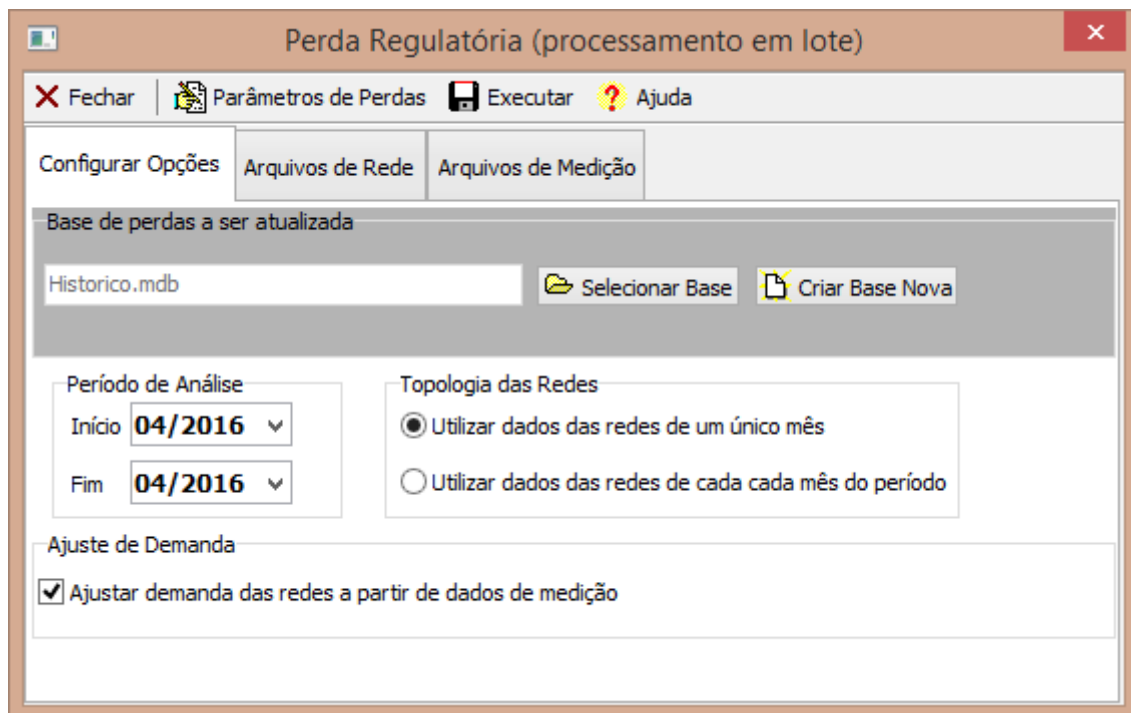 Perda Regulatória (processamento em lote)
Fechar Parâmetros de Perdas Executar Ajuda
Configurar Opções Arquivos de Rede Arquivos de Medição
Base de perdas a ser atualizada
Historico.mdb Selecionar Base Criar Base Nova
Período de Análise Topologia das Redes
Início 04/2016 Utilizar dados das redes de um único mês
Fim 04/2016 Utilizar dados das redes de cada cada mês do período
Ajuste de Demanda
Ajustar demanda das redes a partir de dados de medição